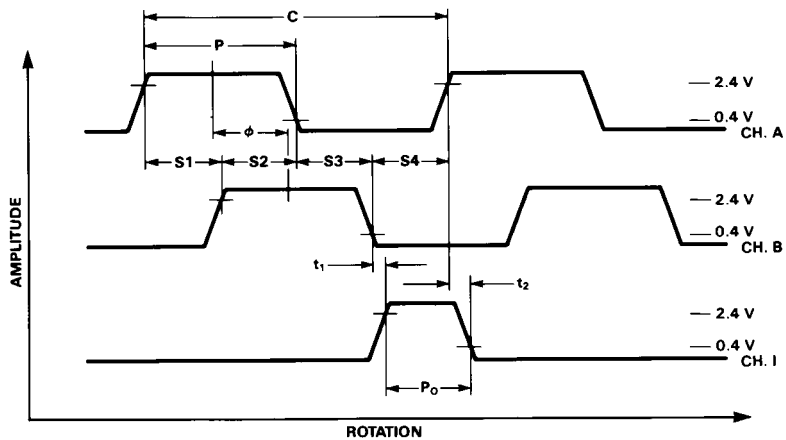 C
P
2.4 V
0.4 V
CH. A
ϕ
S1 S2 S3 S4
2.4 V
0.4 V
CH. B
t₁
t₂
2.4 V
0.4 V
CH. I
P₀
AMPLITUDE
ROTATION